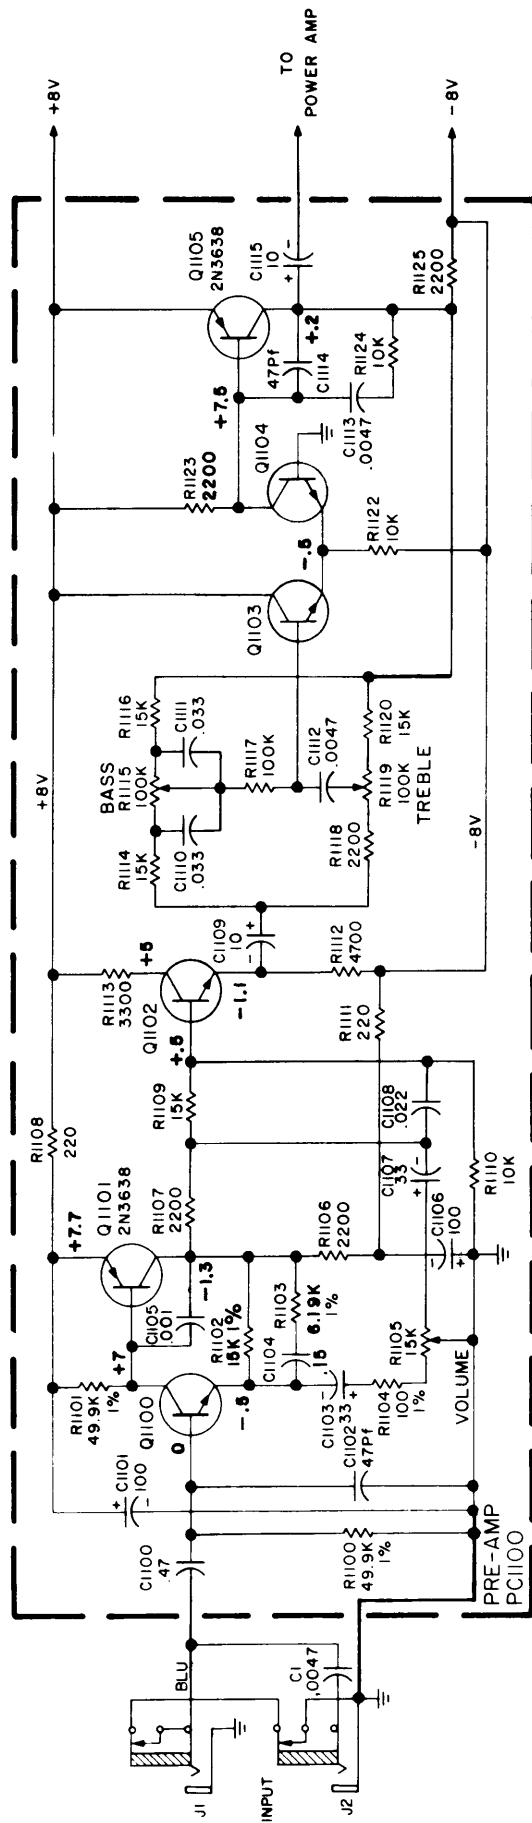 +8V
TO
POWER AMP
-8V
+8V
-8V
INPUT
J1
J2
BLU
C1
.0047
PRE-AMP
PC1100
C1100
.47
R1100
49.9K
1%
C1101
100
+
-
R1101
49.9K
1%
Q1100
0
+7
-.5
C1102
47Pf
C1103
33
-
+
R1104
100
1%
C1104
.15
R1103
6.19K
1%
R1102
15K 1%
C1105
.001
-1.3
Q1101
2N3638
+7.7
R1105
15K
VOLUME
R1106
2200
C1106
100
-
+
R1107
2200
C1107
33
+
-
C1108
.022
R1108
220
R1109
15K
R1110
10K
R1111
220
R1112
4700
R1113
3300
Q1102
+.5
+5
-1.1
C1109
10
-
+
R1114
15K
BASS
R1115
100K
R1116
15K
C1110
.033
C1111
.033
R1117
100K
C1112
.0047
R1118
2200
R1119
100K
TREBLE
R1120
15K
Q1103
-.5
Q1104
R1122
10K
R1123
2200
+7.5
Q1105
2N3638
47Pf
C1114
+.2
C1113
.0047
R1124
10K
C1115
10
+
-
R1125
2200